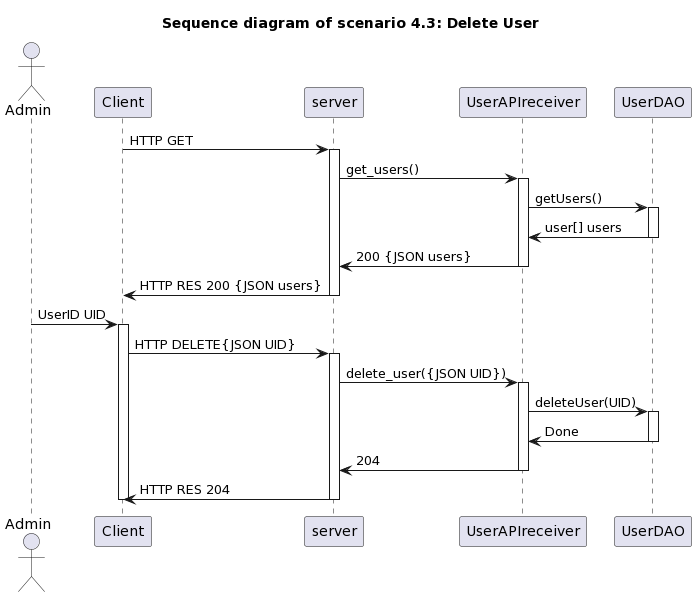 Sequence diagram of scenario 4.3: Delete User
Admin
Client
server
UserAPIreceiver
UserDAO
HTTP GET
get_users()
getUsers()
user[] users
200 {JSON users}
HTTP RES 200 {JSON users}
UserID UID
HTTP DELETE{JSON UID}
delete_user({JSON UID})
deleteUser(UID)
Done
204
HTTP RES 204
Admin
Client
server
UserAPIreceiver
UserDAO